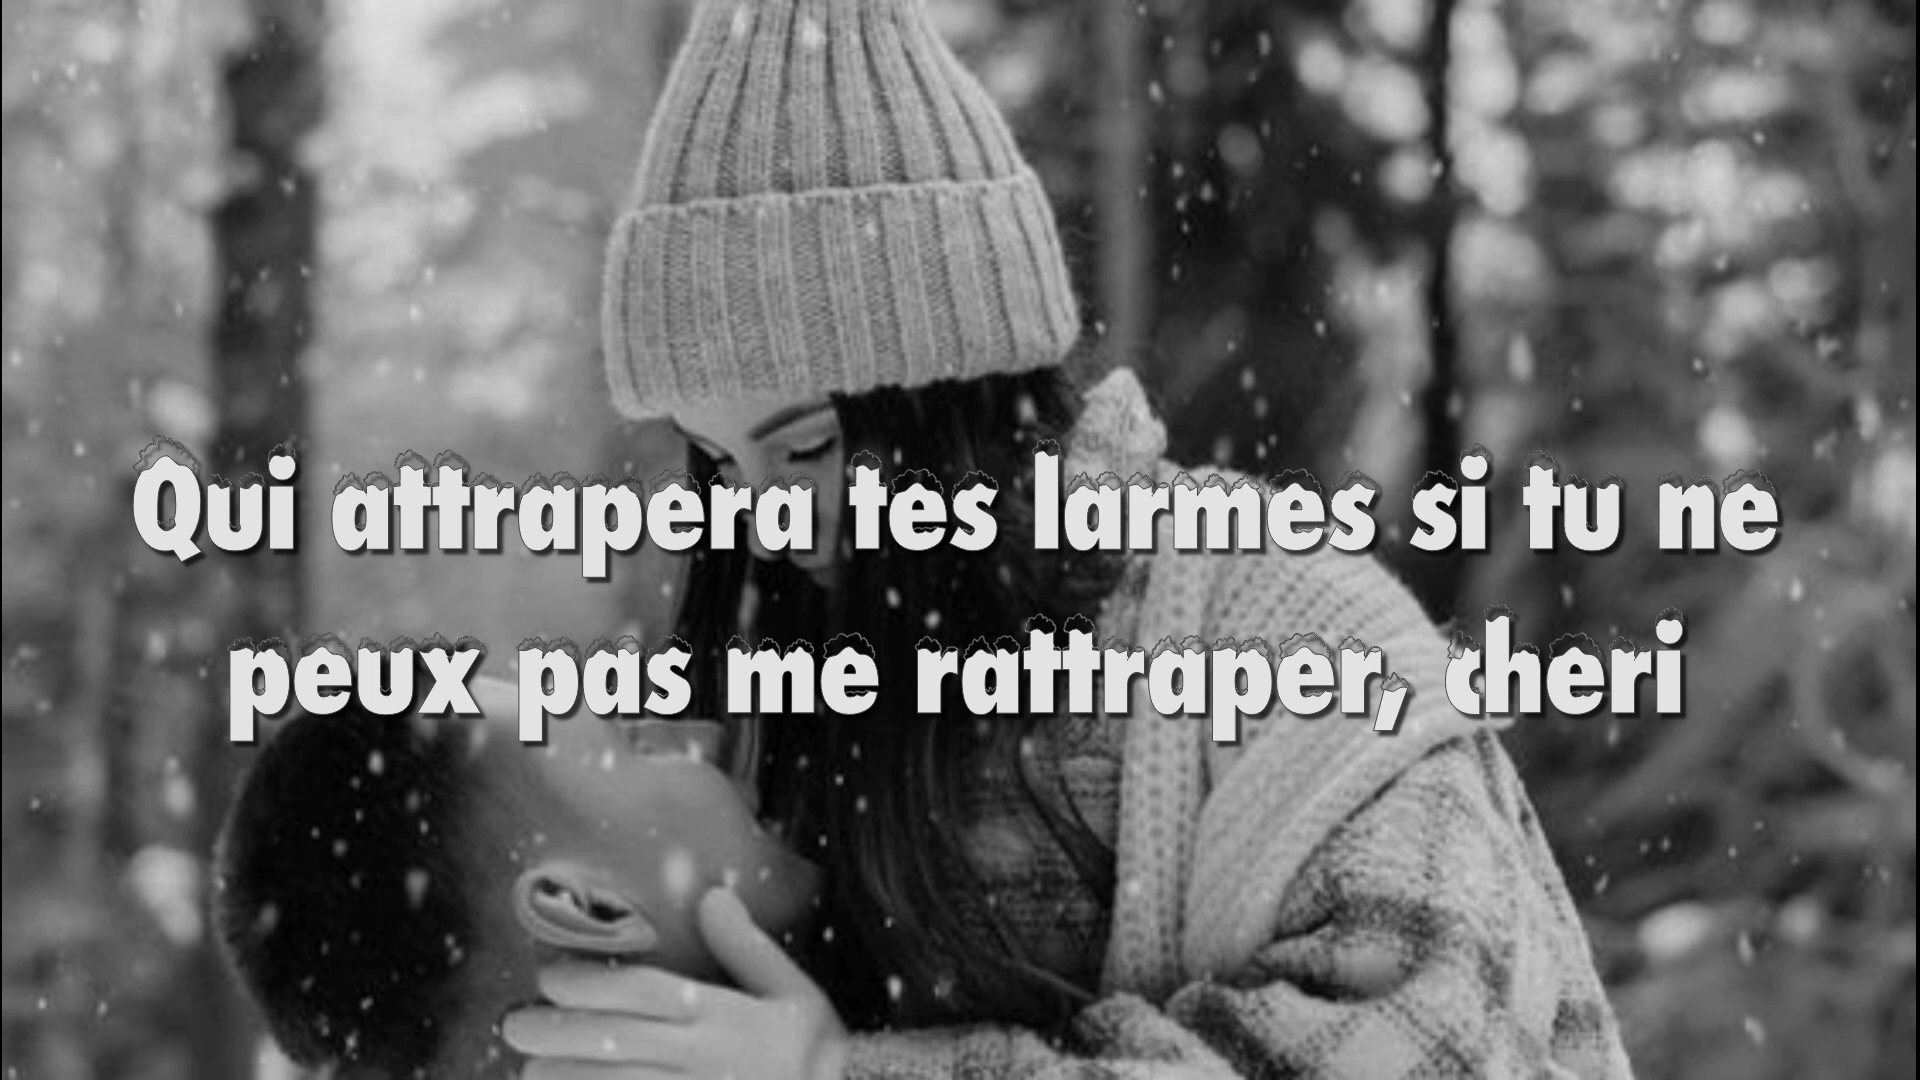 Qui attrapera tes larmes si tu ne
peux pas me rattraper, cheri